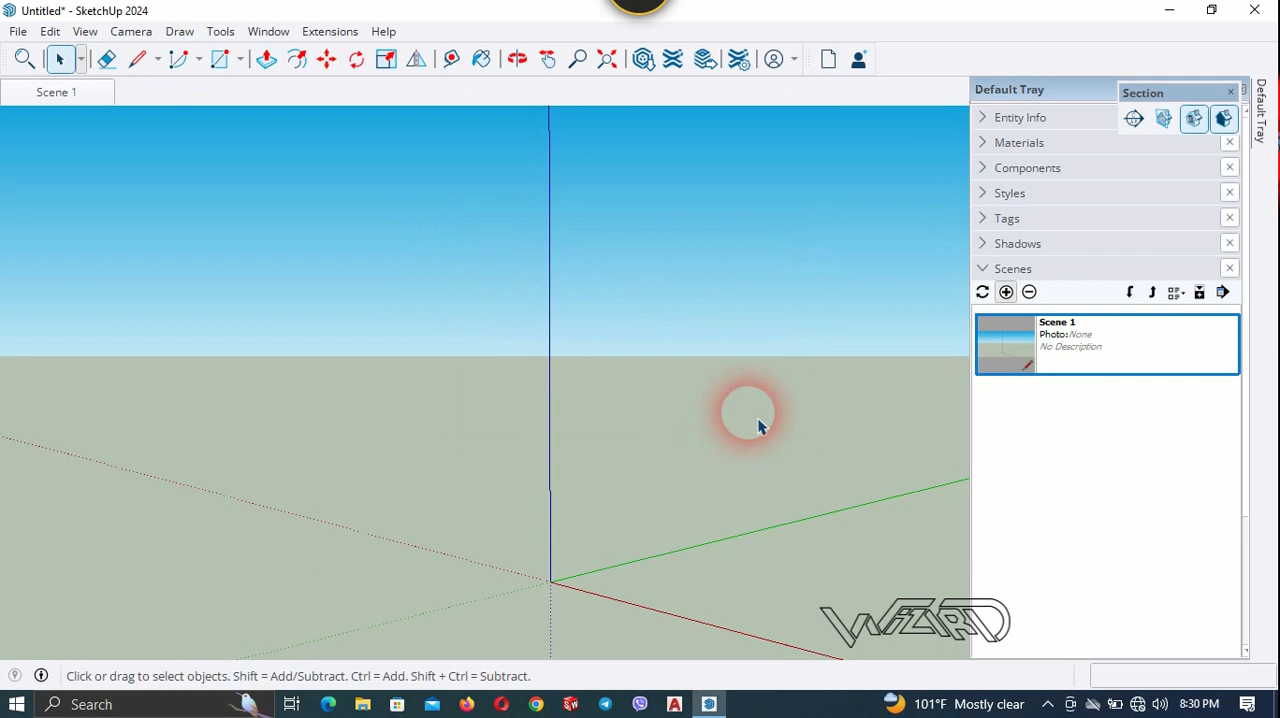 Untitled* - SketchUp 2024
File Edit View Camera Draw Tools Window Extensions Help
Scene 1
Default Tray
Section
Default Tray
Entity Info
Materials
Components
Styles
Tags
Shadows
Scenes
Scene 1
Photo: None
No Description
WIZARD
Click or drag to select objects. Shift = Add/Subtract. Ctrl = Add. Shift + Ctrl = Subtract.
Search
101°F Mostly clear
8:30 PM